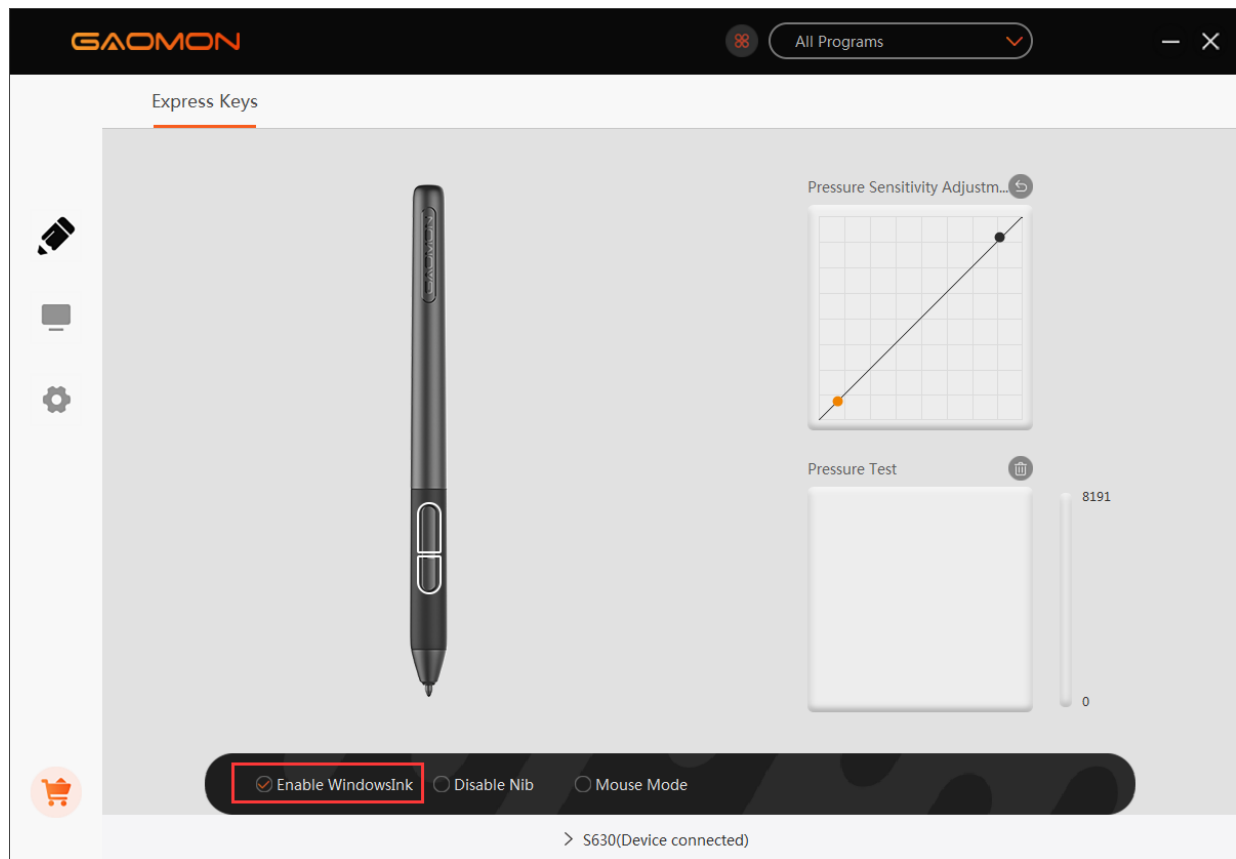 GAOMON
All Programs
Express Keys
GAOMON
Pressure Sensitivity Adjustm...
Pressure Test
8191
0
Enable WindowsInk
Disable Nib
Mouse Mode
S630(Device connected)